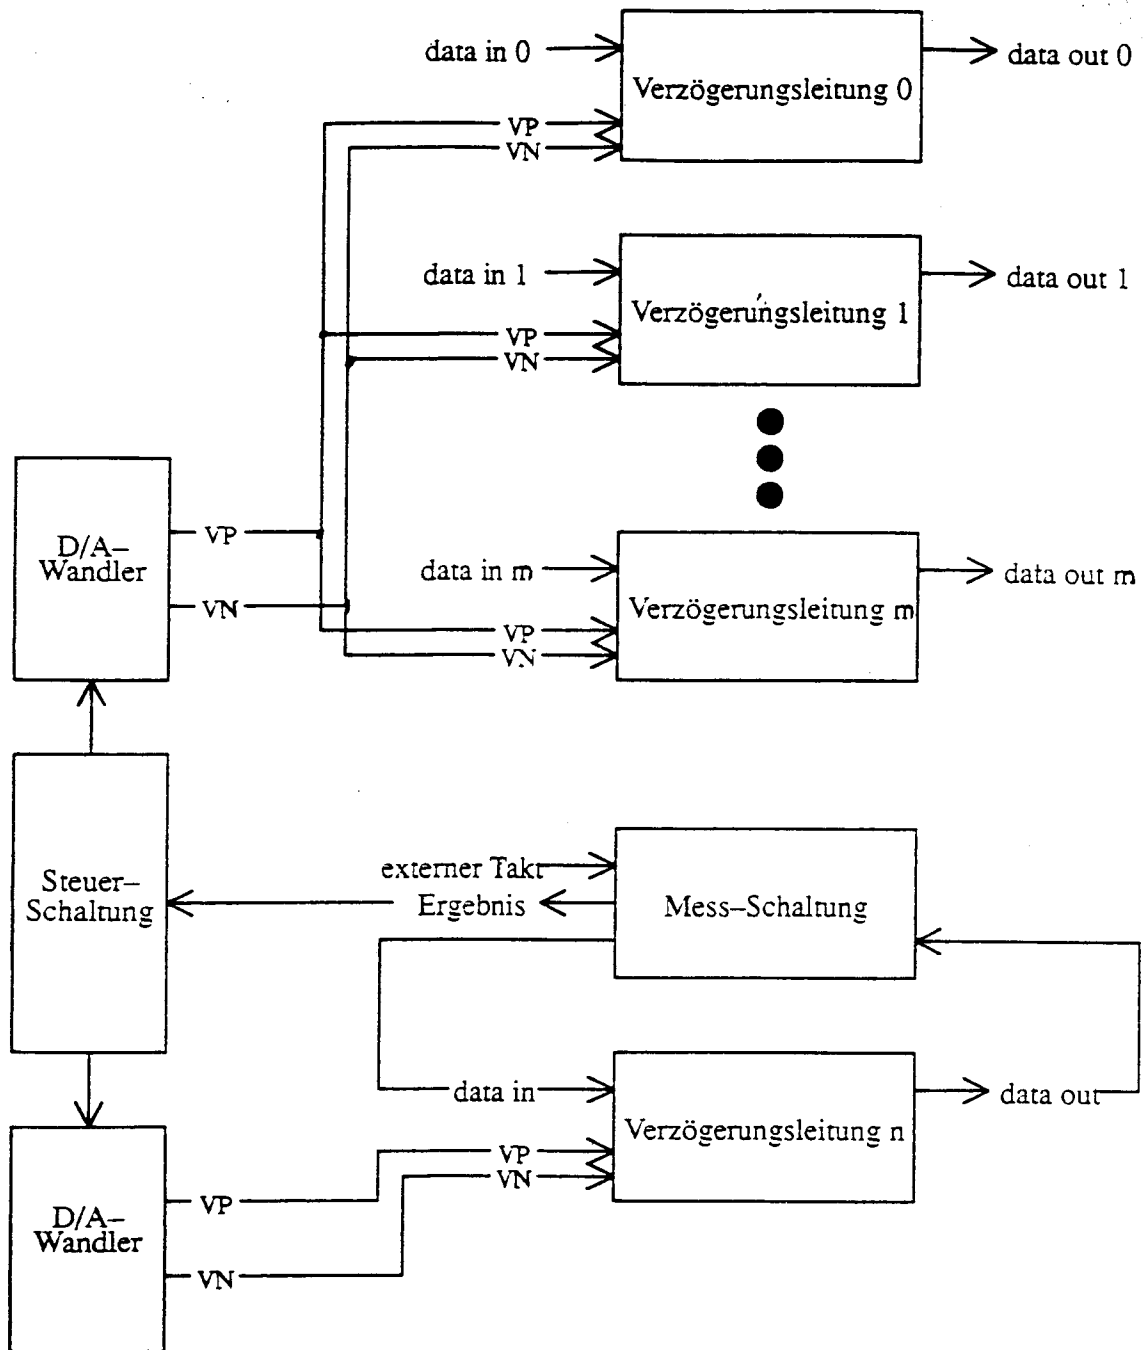 data in 0
data out 0
Verzögerungsleitung 0
VP
VN
data in 1
data out 1
Verzögerungsleitung 1
VP
VN
D/A–
Wandler
VP
VN
data in m
data out m
Verzögerungsleitung m
VP
VN
Steuer–
Schaltung
externer Takt
Ergebnis
Mess–Schaltung
data in
data out
Verzögerungsleitung n
VP
VN
D/A–
Wandler
VP
VN